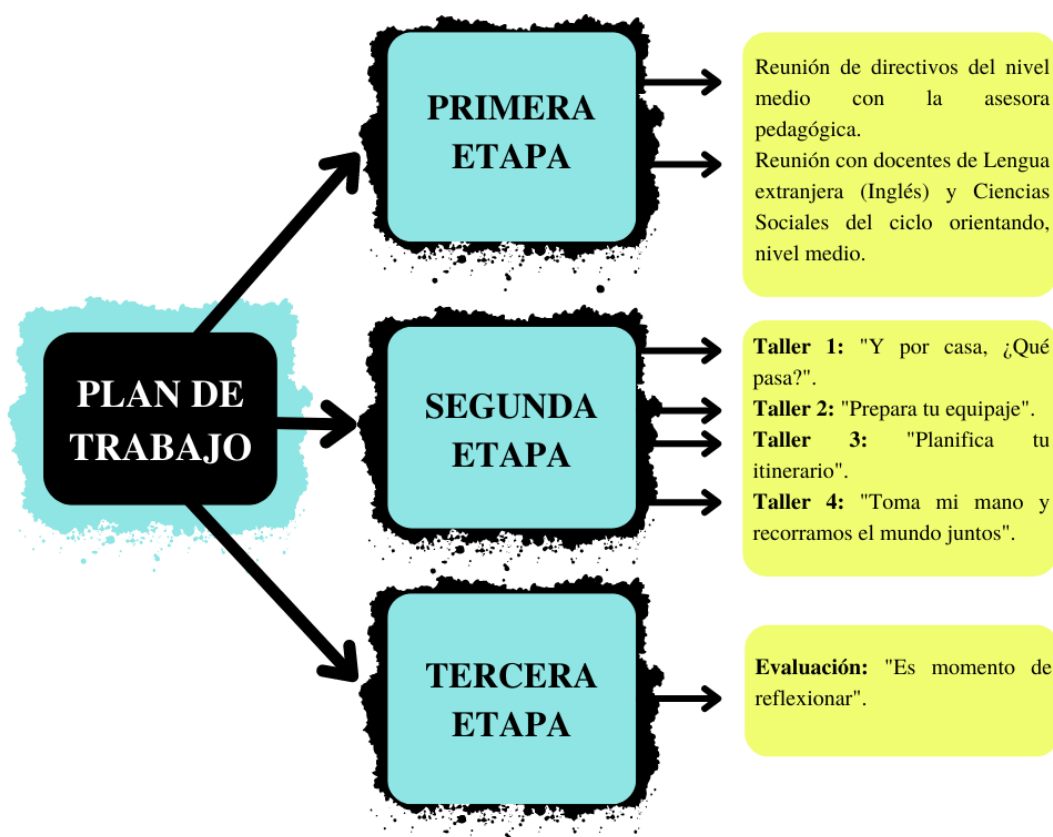 PLAN DE
TRABAJO
PRIMERA
ETAPA
Reunión de directivos del nivel
medio con la asesora
pedagógica.
Reunión con docentes de Lengua
extranjera (Inglés) y Ciencias
Sociales del ciclo orientando,
nivel medio.
SEGUNDA
ETAPA
Taller 1: "Y por casa, ¿Qué
pasa?".
Taller 2: "Prepara tu equipaje".
Taller 3: "Planifica tu
itinerario".
Taller 4: "Toma mi mano y
recorramos el mundo juntos".
TERCERA
ETAPA
Evaluación: "Es momento de
reflexionar".